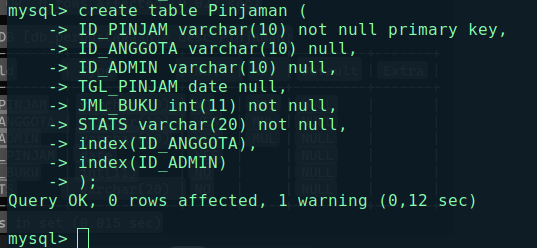 mysql> create table Pinjaman (
-> ID_PINJAM varchar(10) not null primary key,
-> ID_ANGGOTA varchar(10) null,
-> ID_ADMIN varchar(10) null,
-> TGL_PINJAM date null,
-> JML_BUKU int(11) not null,
-> STATS varchar(20) not null,
-> index(ID_ANGGOTA),
-> index(ID_ADMIN)
-> );
Query OK, 0 rows affected, 1 warning (0,12 sec)
mysql>